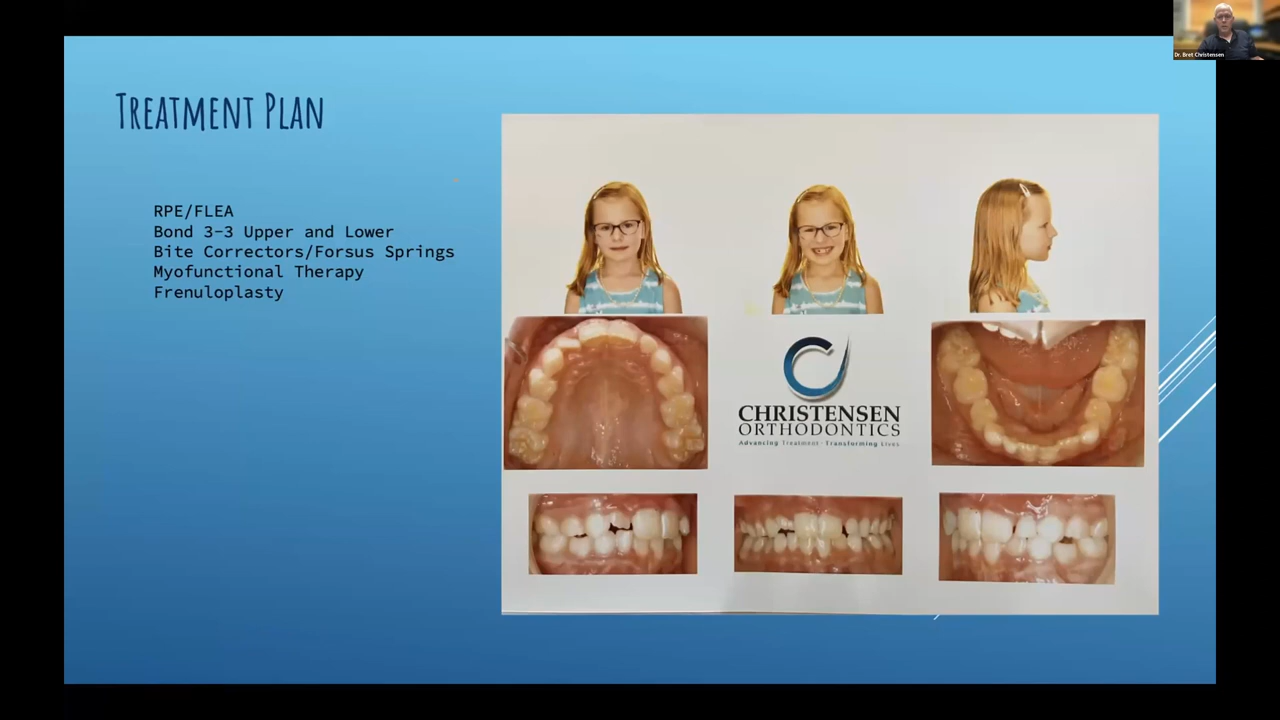 Dr. Bret Christensen
TREATMENT PLAN
RPE/FLEA
Bond 3-3 Upper and Lower
Bite Correctors/Forsus Springs
Myofunctional Therapy
Frenuloplasty
CHRISTENSEN
ORTHODONTICS
Advancing Treatment · Transforming Lives